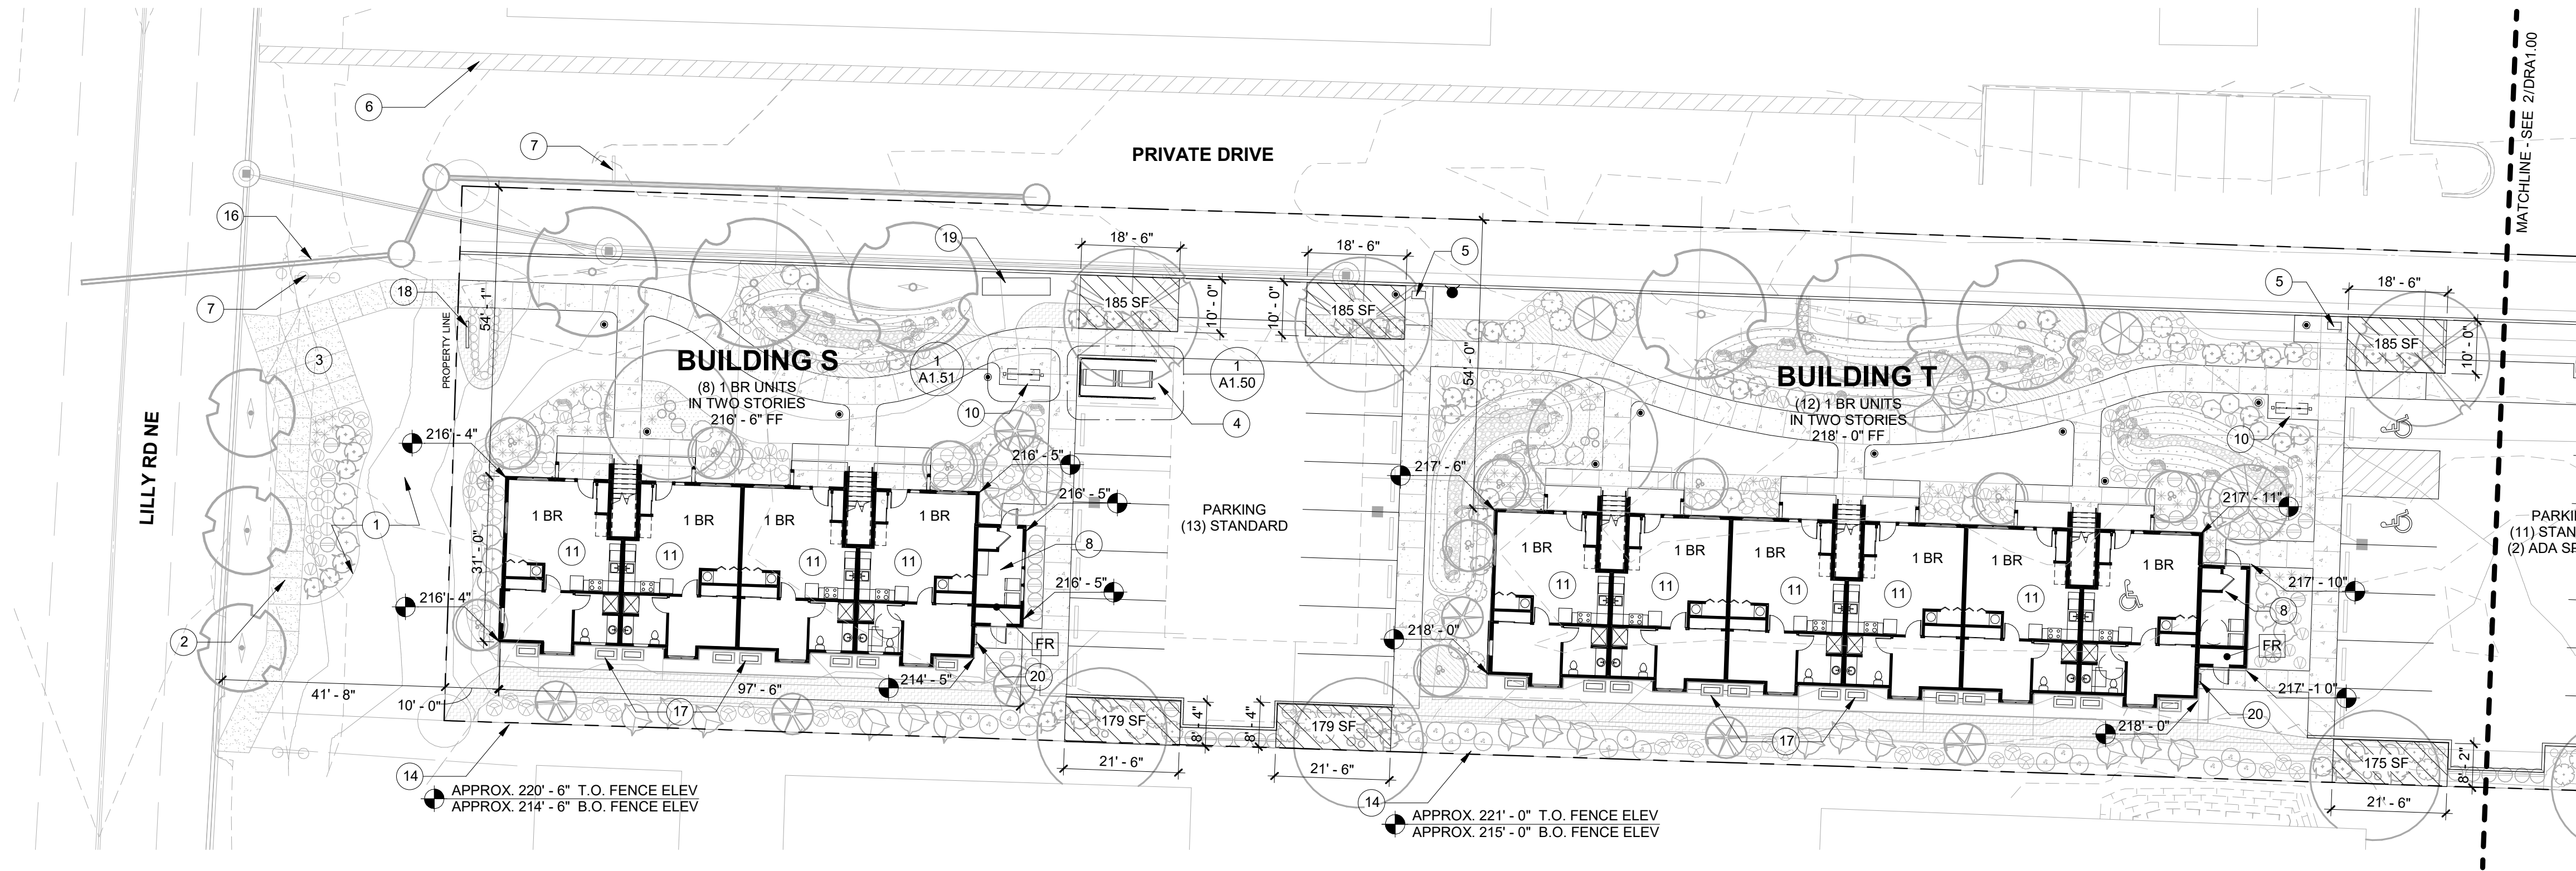 MATCHLINE - SEE 2/DRA1.00
6
7
PRIVATE DRIVE
16
19
18' - 6"
18' - 6"
5
5
18' - 6"
7
18
54' - 1"
185 SF
10' - 0"
10' - 0"
185 SF
185 SF
10' - 0"
3
PROPERTY LINE
BUILDING S
(8) 1 BR UNITS
IN TWO STORIES
216' - 6" FF
1
A1.51
1
A1.50
10
4
54' - 0"
BUILDING T
(12) 1 BR UNITS
IN TWO STORIES
218' - 0" FF
10
LILLY RD NE
216' - 4"
216' - 5"
216' - 5"
217' - 6"
217' - 11"
1
1 BR
1 BR
1 BR
1 BR
PARKING
(13) STANDARD
1 BR
1 BR
1 BR
1 BR
1 BR
1 BR
PARKI
(11) STAN
(2) ADA SP
31' - 0"
11
11
11
11
8
11
11
11
11
11
216' - 4"
216' - 5"
217' - 10"
8
2
FR
218' - 0"
FR
20
214' - 5"
217' -1 0"
41' - 8"
10' - 0"
97' - 6"
17
179 SF
8' - 4"
8' - 4"
179 SF
17
218' - 0"
20
175 SF
8' - 2"
21' - 6"
21' - 6"
21' - 6"
14
APPROX. 220' - 6" T.O. FENCE ELEV
APPROX. 214' - 6" B.O. FENCE ELEV
14
APPROX. 221' - 0" T.O. FENCE ELEV
APPROX. 215' - 0" B.O. FENCE ELEV